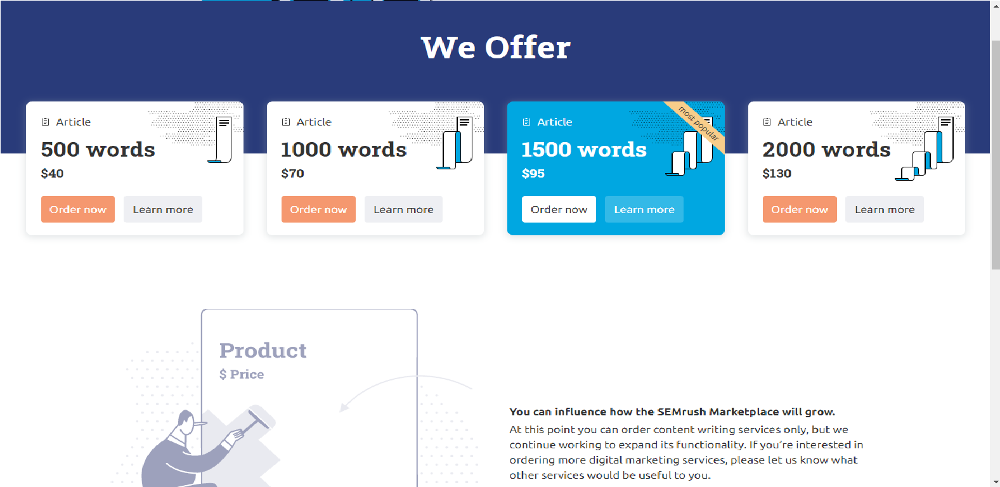 We Offer
Article
500 words
$40
Order now
Learn more
Article
1000 words
$70
Order now
Learn more
most popular
Article
1500 words
$95
Order now
Learn more
Article
2000 words
$130
Order now
Learn more
Product
$ Price
You can influence how the SEMrush Marketplace will grow.
At this point you can order content writing services only, but we
continue working to expand its functionality. If you’re interested in
ordering more digital marketing services, please let us know what
other services would be useful to you.